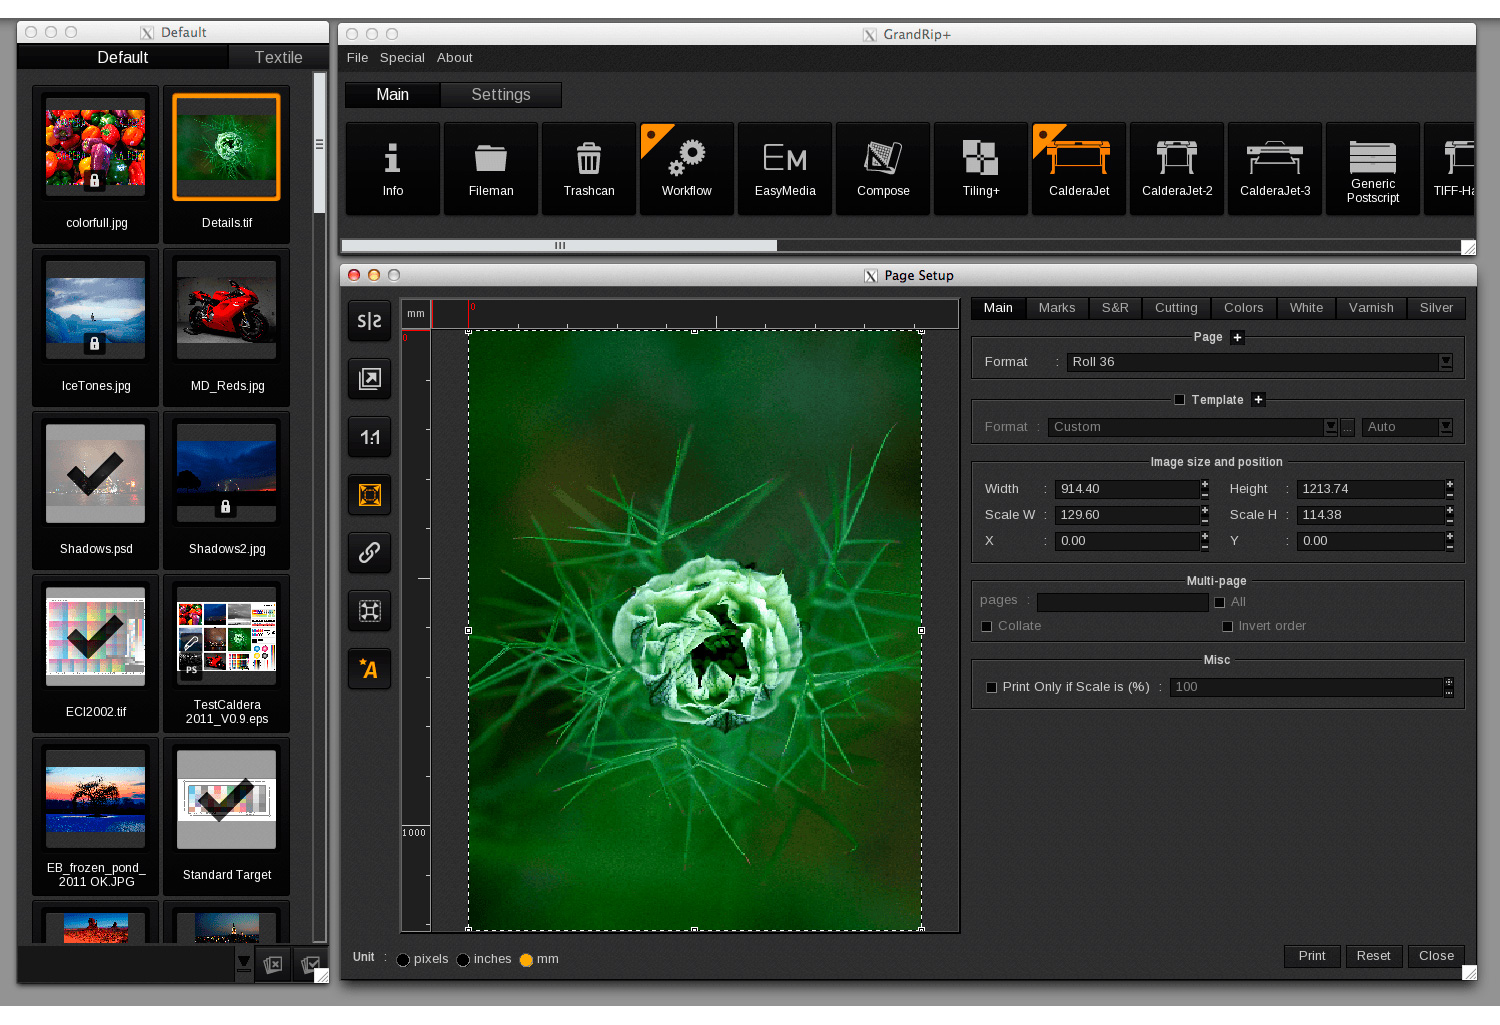 Default
Default
Textile
colorfull.jpg
Details.tif
IceTones.jpg
MD_Reds.jpg
Shadows.psd
Shadows2.jpg
ECI2002.tif
PS
TestCaldera
2011_V0.9.eps
EB_frozen_pond_
2011 OK.JPG
Standard Target
GrandRip+
File Special About
Main
Settings
Info
Fileman
Trashcan
Workflow
EM
EasyMedia
Compose
Tiling+
CalderaJet
CalderaJet-2
CalderaJet-3
Generic
Postscript
TIFF-Ha
Page Setup
S|S
1:1
A
mm
0
0
1000
Main Marks S&R Cutting Colors White Varnish Silver
Page +
Format : Roll 36
Template +
Format : Custom ... Auto
Image size and position
Width : 914.40 Height : 1213.74
Scale W : 129.60 Scale H : 114.38
X : 0.00 Y : 0.00
Multi-page
pages : All
Collate Invert order
Misc
Print Only if Scale is (%) : 100
Unit : pixels inches mm
Print Reset Close